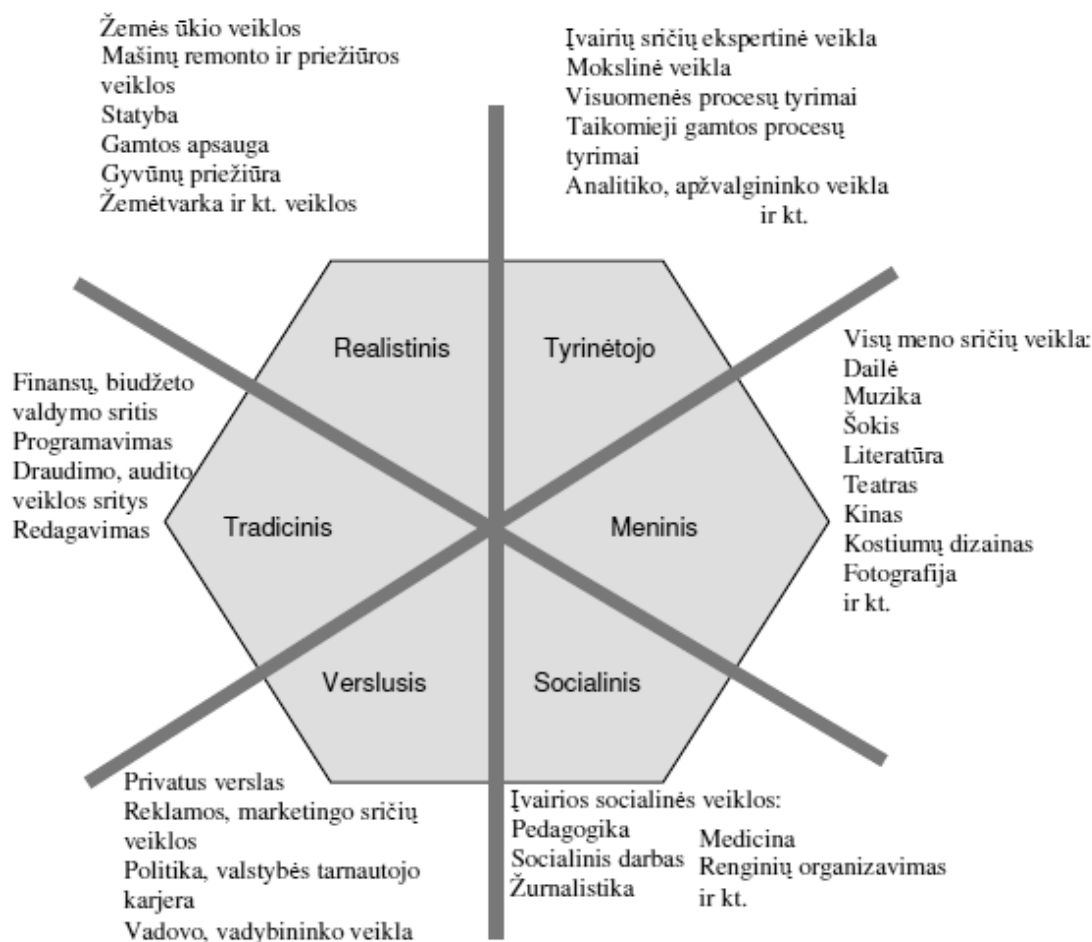 Žemės ūkio veiklos
Mašinų remonto ir priežiūros
veiklos
Statyba
Gamtos apsauga
Gyvūnų priežiūra
Žemėtvarka ir kt. veiklos
Įvairių sričių ekspertinė veikla
Mokslinė veikla
Visuomenės procesų tyrimai
Taikomieji gamtos procesų
tyrimai
Analitiko, apžvalgininko veikla
ir kt.
Realistinis
Tyrinėtojo
Finansų, biudžeto
valdymo sritis
Programavimas
Draudimo, audito
veiklos sritys
Redagavimas
Tradicinis
Meninis
Visų meno sričių veikla:
Dailė
Muzika
Šokis
Literatūra
Teatras
Kinas
Kostiumų dizainas
Fotografija
ir kt.
Verslusis
Socialinis
Privatus verslas
Reklamos, marketingo sričių
veiklos
Politika, valstybės tarnautojo
karjera
Vadovo, vadybininko veikla
Įvairios socialinės veiklos:
Pedagogika
Socialinis darbas
Žurnalistika
Medicina
Renginių organizavimas
ir kt.